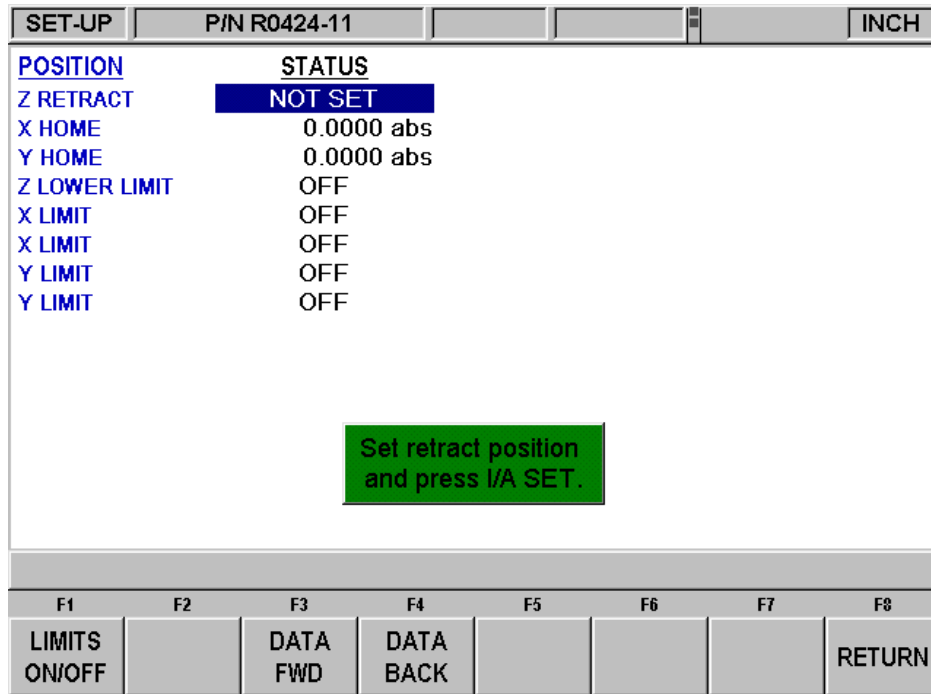 SET-UP P/N R0424-11 INCH
POSITION STATUS
Z RETRACT NOT SET
X HOME 0.0000 abs
Y HOME 0.0000 abs
Z LOWER LIMIT OFF
X LIMIT OFF
X LIMIT OFF
Y LIMIT OFF
Y LIMIT OFF
Set retract position
and press I/A SET.
F1 F2 F3 F4 F5 F6 F7 F8
LIMITS DATA DATA RETURN
ON/OFF FWD BACK